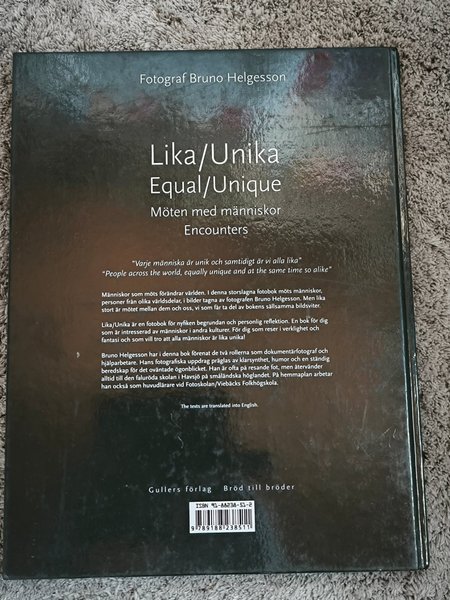 Fotograf Bruno Helgesson
Lika/Unika
Equal/Unique
Möten med människor
Encounters
"Varje människa är unik och samtidigt är vi alla lika"
"People across the world, equally unique and at the same time so alike"
Människor som möts förändrar världen. I denna storslagna fotobok möts människor,
personer från olika världsdelar, i bilder tagna av fotografen Bruno Helgesson. Men lika
stort är mötet mellan dem och oss, vi som får ta del av bokens sällsamma bildsviter.
Lika/Unika är en fotobok för nyfiken begrundan och personlig reflektion. En bok för dig
som är intresserad av människor i andra kulturer. För dig som reser i verklighet och
fantasi och som vill tro att alla människor är lika unika!
Bruno Helgesson har i denna bok förenat de två rollerna som dokumentärfotograf och
hjälparbetare. Hans fotografiska uppdrag präglas av klarsynthet, humor och en ständig
beredskap för det oväntade ögonblicket. Han är ofta på resande fot, men återvänder
alltid till den faluröda skolan i Havsjö på småländska höglandet. På hemmaplan arbetar
han också som huvudlärare vid Fotoskolan/Viebäcks Folkhögskola.
The texts are translated into English.
Gullers förlag Bröd till bröder
ISBN 91-88238-51-2
9 789188 238511